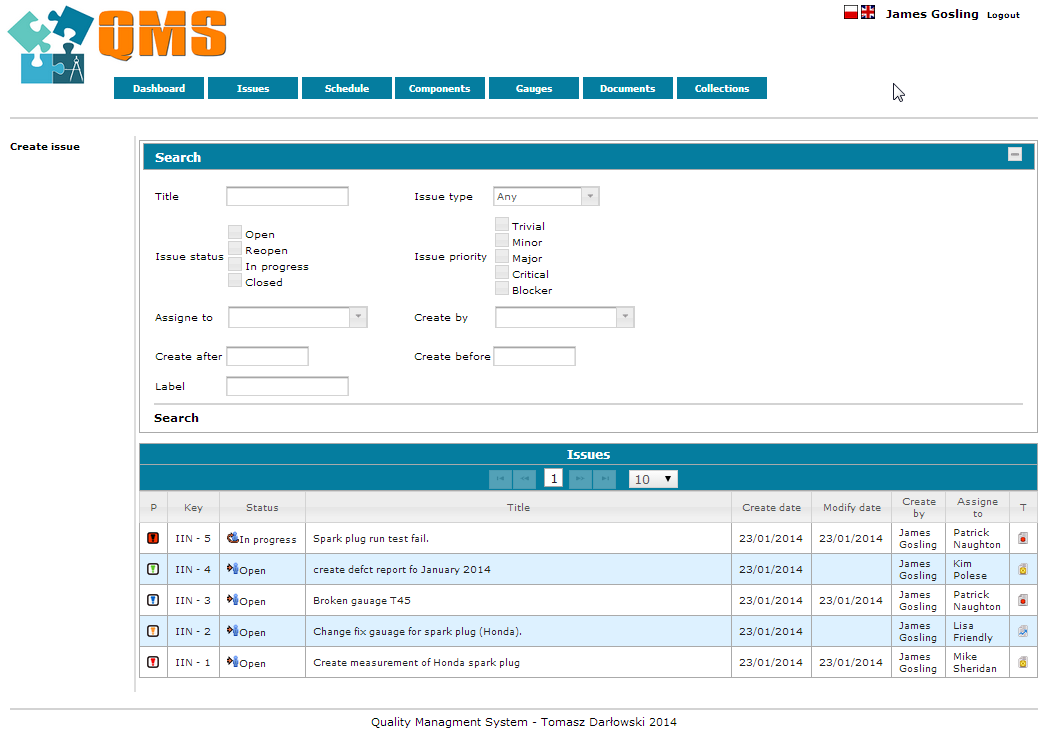 QMS
James Gosling Logout
Dashboard Issues Schedule Components Gauges Documents Collections
Create issue
Search
Title Issue type Any
Issue status Open Reopen In progress Closed
Issue priority Trivial Minor Major Critical Blocker
Assigne to Create by
Create after Create before
Label
Search
Issues
1 10
P Key Status Title Create date Modify date Create by Assigne to T
IIN - 5 In progress Spark plug run test fail. 23/01/2014 23/01/2014 James Gosling Patrick Naughton
IIN - 4 Open create defct report fo January 2014 23/01/2014 James Gosling Kim Polese
IIN - 3 Open Broken gauage T45 23/01/2014 23/01/2014 James Gosling Patrick Naughton
IIN - 2 Open Change fix gauage for spark plug (Honda). 23/01/2014 James Gosling Lisa Friendly
IIN - 1 Open Create measurement of Honda spark plug 23/01/2014 23/01/2014 James Gosling Mike Sheridan
Quality Managment System - Tomasz Darłowski 2014